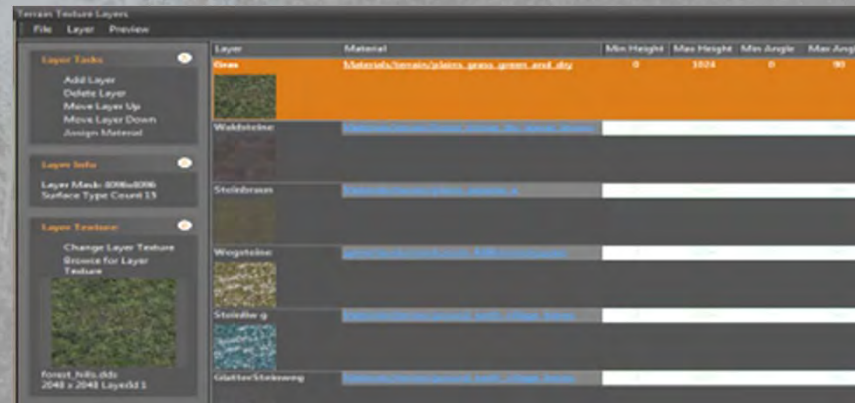 Terrain Texture Layers
File Layer Preview
Layer Tasks
Add Layer
Delete Layer
Move Layer Up
Move Layer Down
Assign Material
Layer Info
Layer Mask: 4096x4096
Surface Type Count 13
Layer Texture
Change Layer Texture
Browse for Layer
Texture
forest_hills.dds
2048 x 2048 LayerId 1
Layer Material Min Height Max Height Min Angle Max Angl
Gras Materials/terrain/plains_grass_green_and_dry 0 1024 0 90
Waldsteine
Steinbraun
Wegsteine
GlatterSteinweg